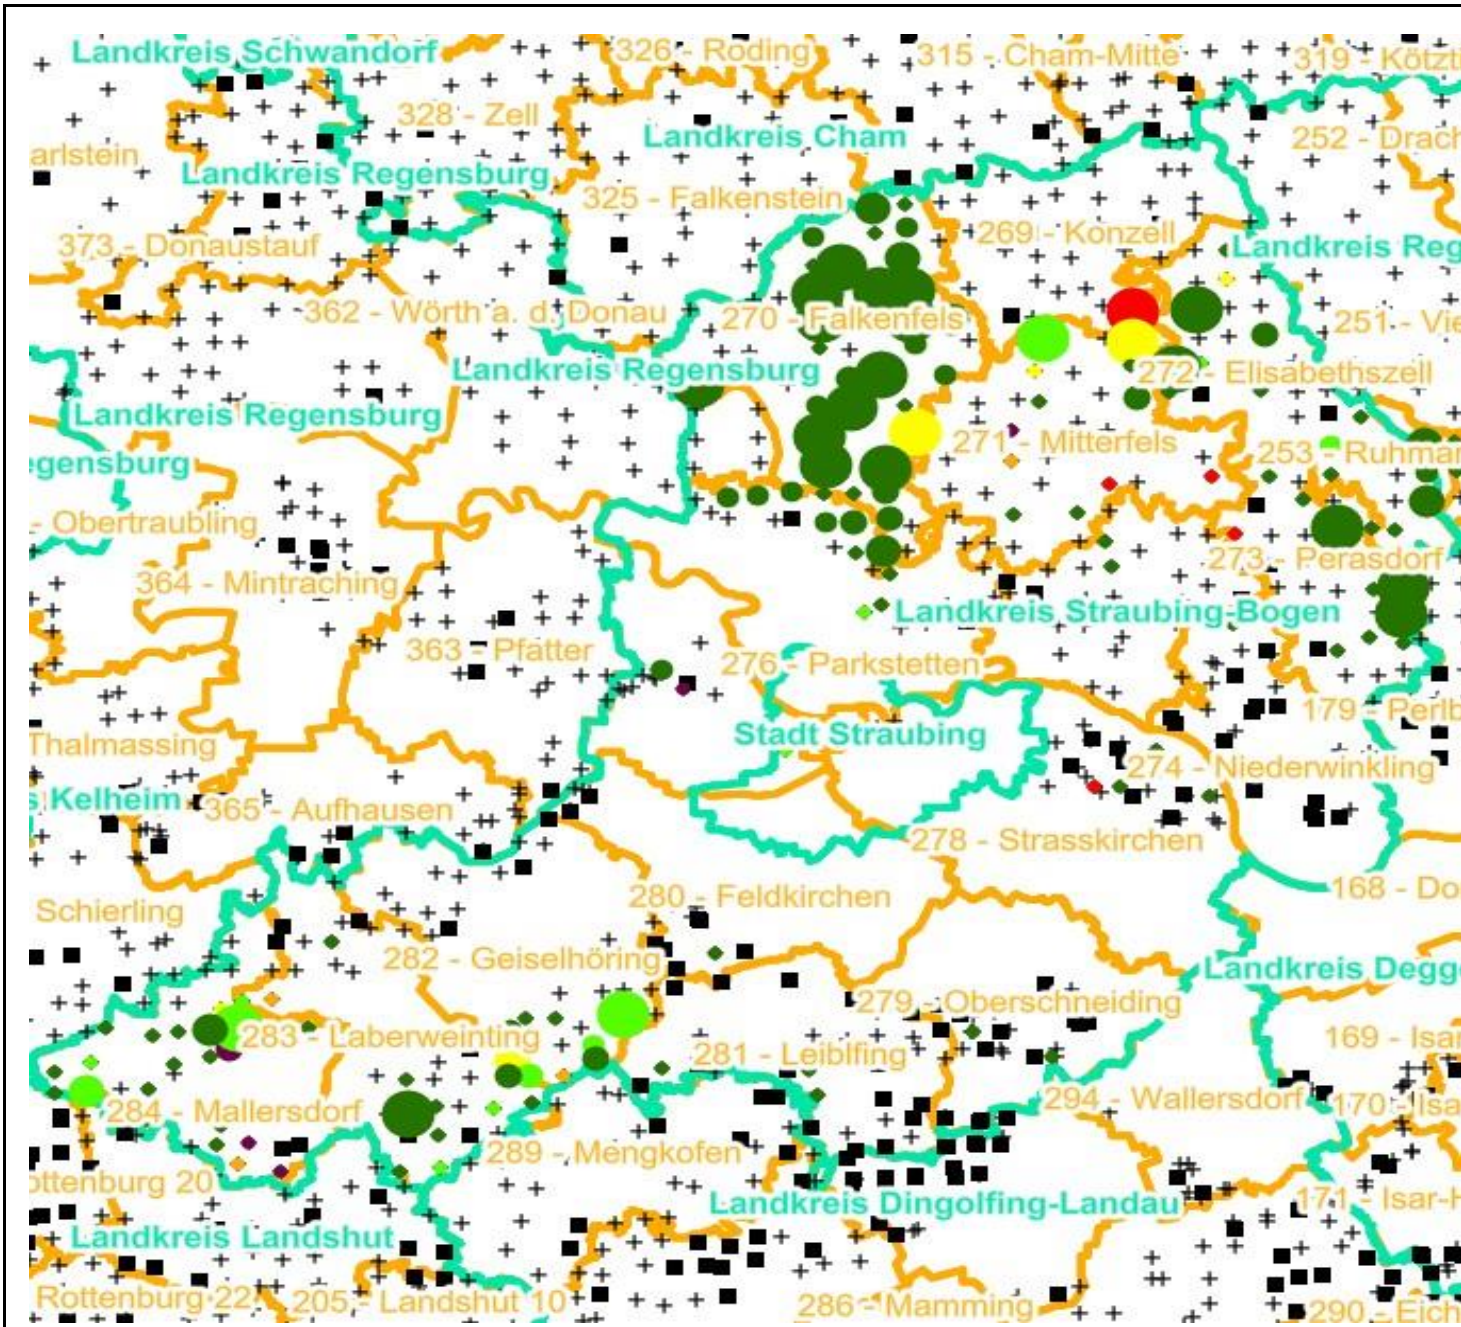 Landkreis Schwandorf
326 - Roding
315 - Cham-Mitte
319 - Kötzti
328 - Zell
Landkreis Cham
252 - Drach
arlstein
Landkreis Regensburg
325 - Falkenstein
373 - Donaustauf
269 - Konzell
Landkreis Reg
362 - Wörth a. d. Donau
270 - Falkenfels
251 - Vie
Landkreis Regensburg
272 - Elisabethszell
Landkreis Regensburg
271 - Mitterfels
253 - Ruhmar
egensburg
- Obertraubling
364 - Mintraching
273 - Perasdorf
Landkreis Straubing-Bogen
363 - Pfatter
276 - Parkstetten
179 - Perlb
Thalmassing
Stadt Straubing
274 - Niederwinkling
s Kelheim
365 - Aufhausen
278 - Strasskirchen
280 - Feldkirchen
168 - Do
Schierling
282 - Geiselhöring
Landkreis Degge
279 - Oberschneiding
283 - Laberweinting
281 - Leiblfing
169 - Isar
284 - Mallersdorf
294 - Wallersdorf
170 - Isa
289 - Mengkofen
ottenburg 20
Landkreis Dingolfing-Landau
171 - Isar-H
Landkreis Landshut
Rottenburg 22
205 - Landshut 10
286 - Mamming
290 - Eich